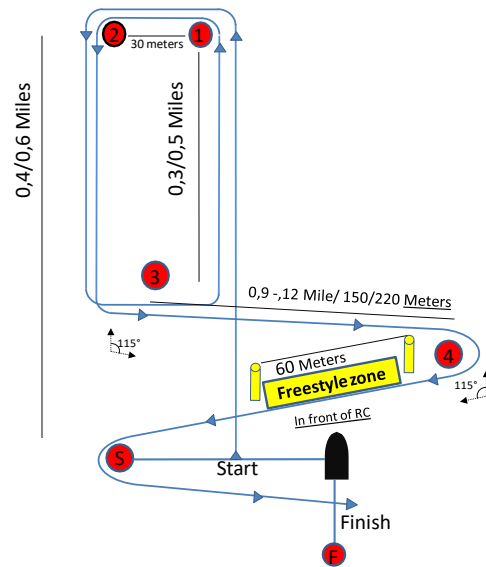 2
1
30 meters
0,4/0,6 Miles
0,3/0,5 Miles
3
0,9 -,12 Mile/ 150/220 Meters
115°
4
60 Meters
115°
Freestyle zone
In front of RC
S
Start
Finish
F